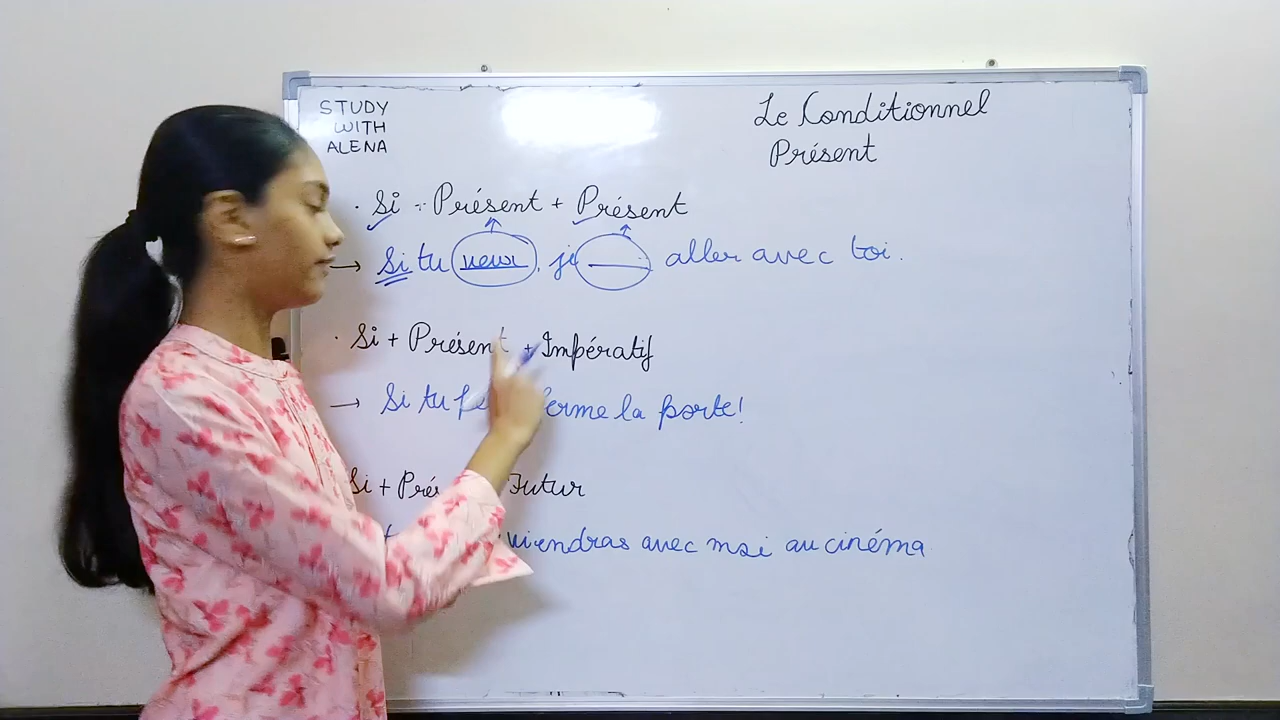 STUDY
WITH
ALENA
Le Conditionnel
Présent
. Si - Présent + Présent
→ Si tu veux, je ___ aller avec toi.
. Si + Présent + Impératif
→ Si tu ferme la porte!
Si + Futur
viendras avec moi au cinéma